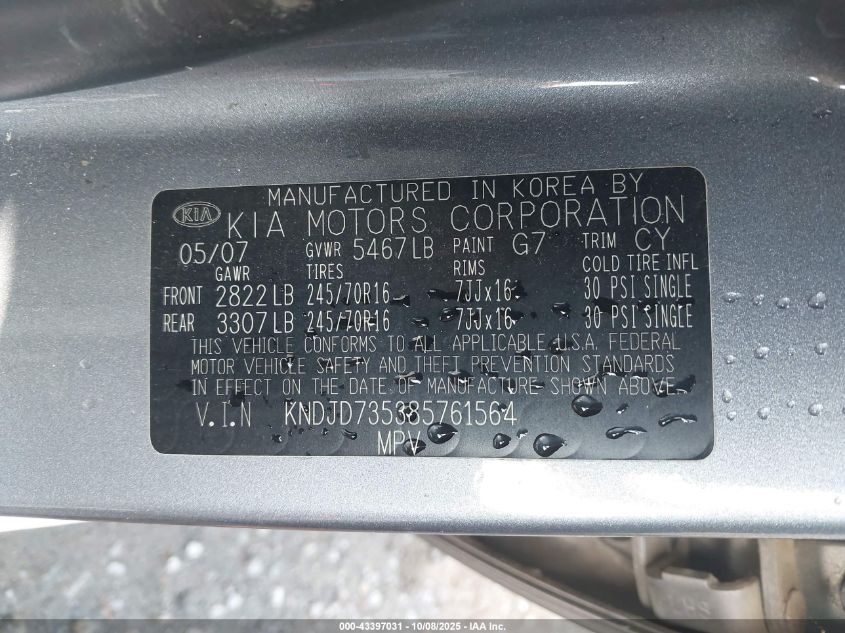 MANUFACTURED IN KOREA BY
KIA KIA MOTORS CORPORATION
05/07 GVWR 5467LB PAINT G7 TRIM CY
GAWR TIRES RIMS COLD TIRE INFL
FRONT 2822LB 245/70R16 7JJx16 30 PSI SINGLE
REAR 3307LB 245/70R16 7JJx16 30 PSI SINGLE
THIS VEHICLE CONFORMS TO ALL APPLICABLE U.S.A. FEDERAL
MOTOR VEHICLE SAFETY AND THEFT PREVENTION STANDARDS
IN EFFECT ON THE DATE OF MANUFACTURE SHOWN ABOVE.
V.I.N KNDJD735385761564
MPV
000-43397031 - 10/08/2025 - IAA Inc.